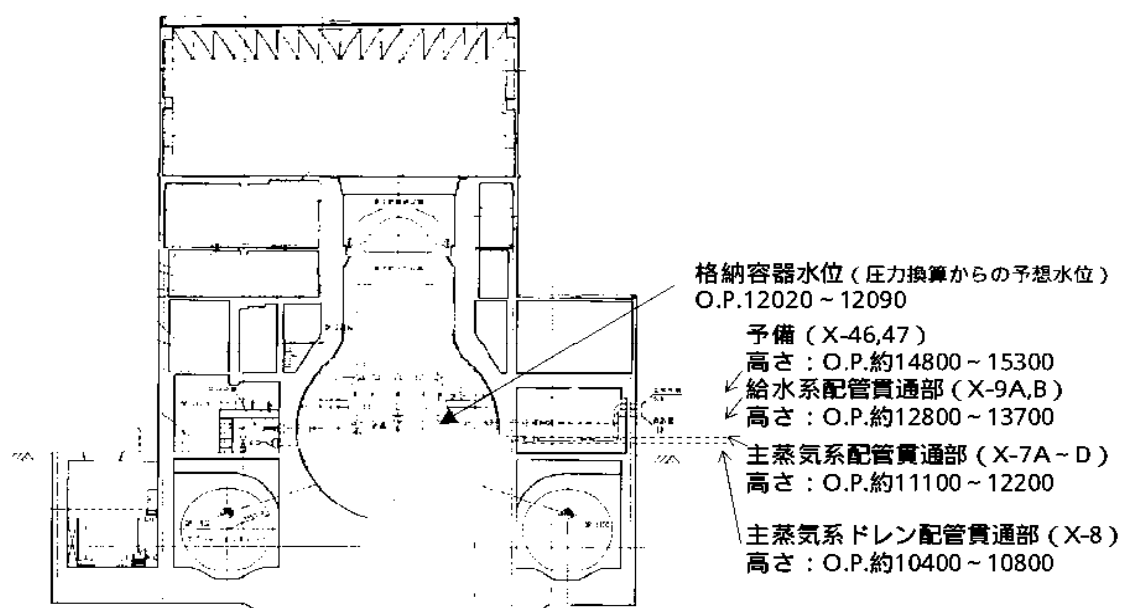 格納容器水位（圧力換算からの予想水位）
O.P.12020～12090
予備（X-46,47）
高さ：O.P.約14800～15300
給水系配管貫通部（X-9A,B）
高さ：O.P.約12800～13700
主蒸気系配管貫通部（X-7A～D）
高さ：O.P.約11100～12200
主蒸気系ドレン配管貫通部（X-8）
高さ：O.P.約10400～10800